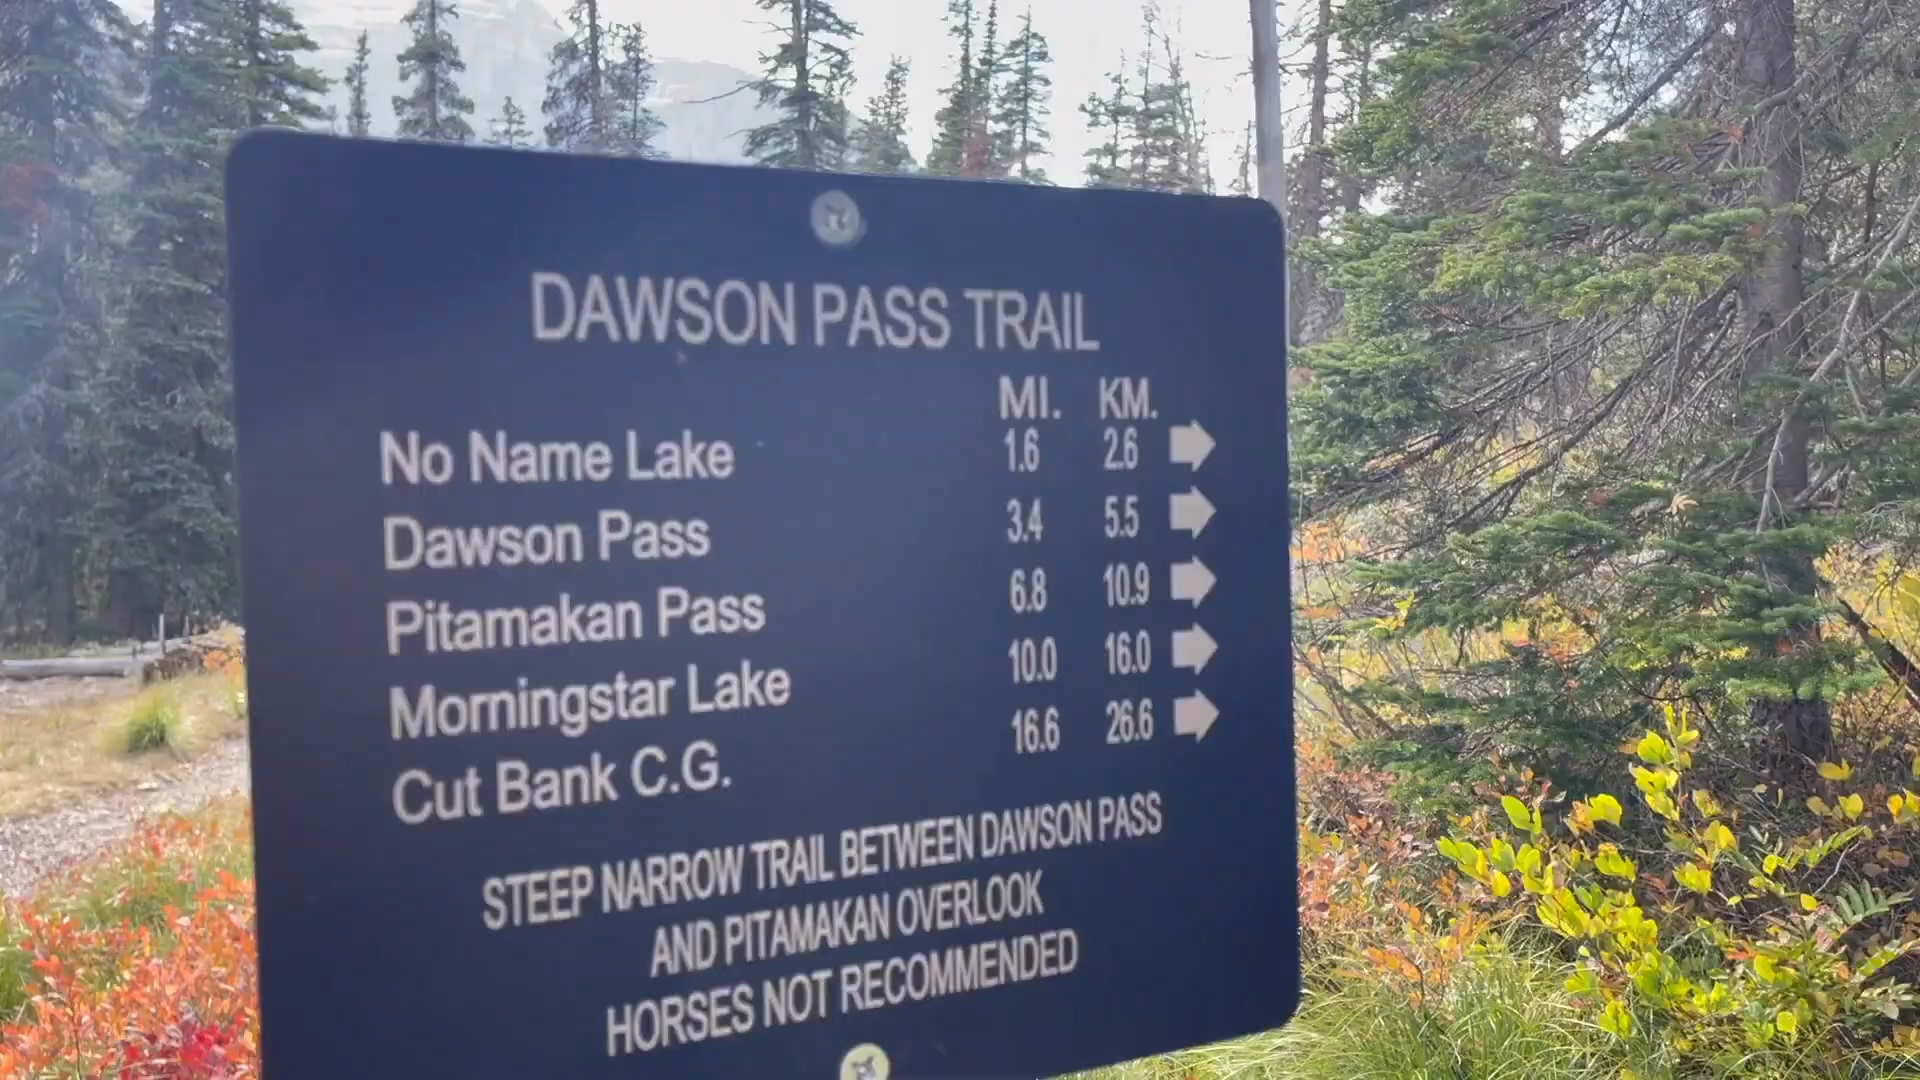 DAWSON PASS TRAIL
MI. KM.
No Name Lake 1.6 2.6
Dawson Pass 3.4 5.5
Pitamakan Pass 6.8 10.9
Morningstar Lake 10.0 16.0
Cut Bank C.G. 16.6 26.6
STEEP NARROW TRAIL BETWEEN DAWSON PASS
AND PITAMAKAN OVERLOOK
HORSES NOT RECOMMENDED